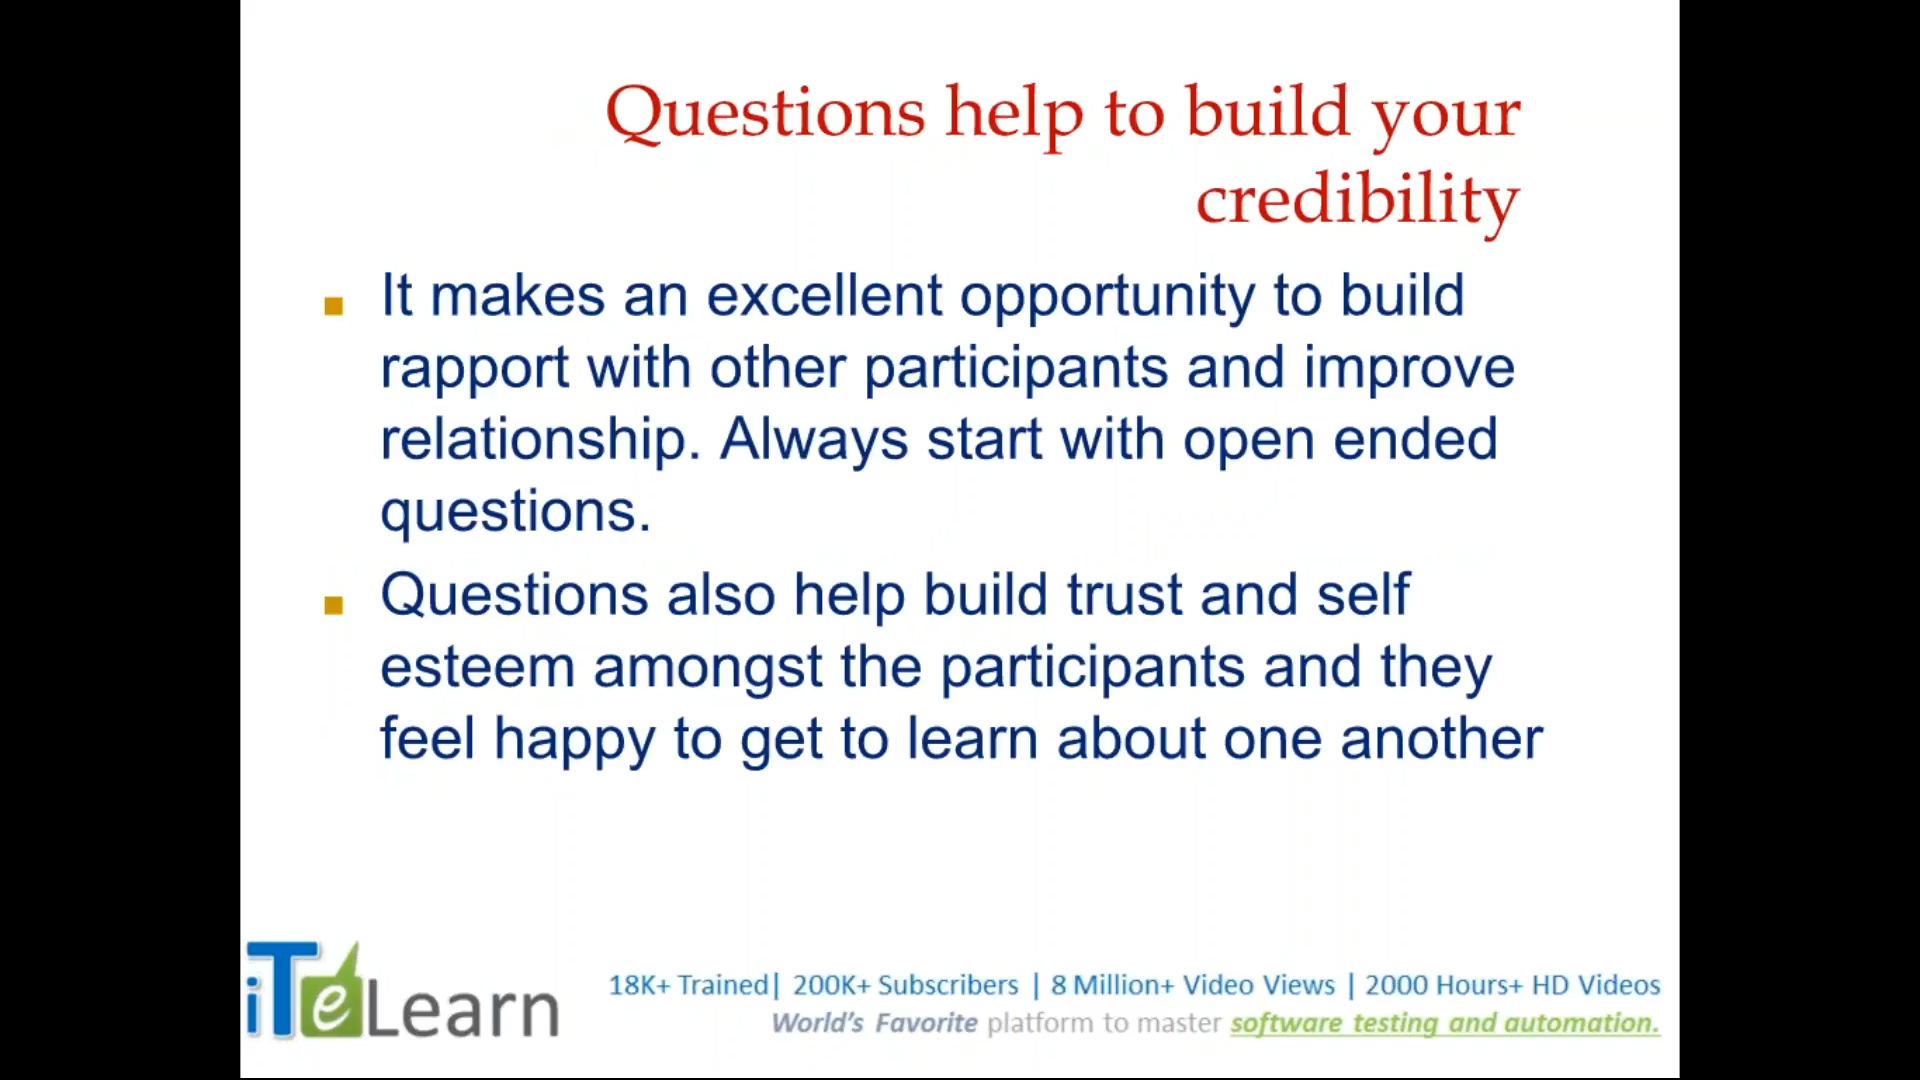 Questions help to build your
credibility
It makes an excellent opportunity to build
rapport with other participants and improve
relationship. Always start with open ended
questions.
Questions also help build trust and self
esteem amongst the participants and they
feel happy to get to learn about one another
iTeLearn
18K+ Trained| 200K+ Subscribers | 8 Million+ Video Views | 2000 Hours+ HD Videos
World's Favorite platform to master software testing and automation.